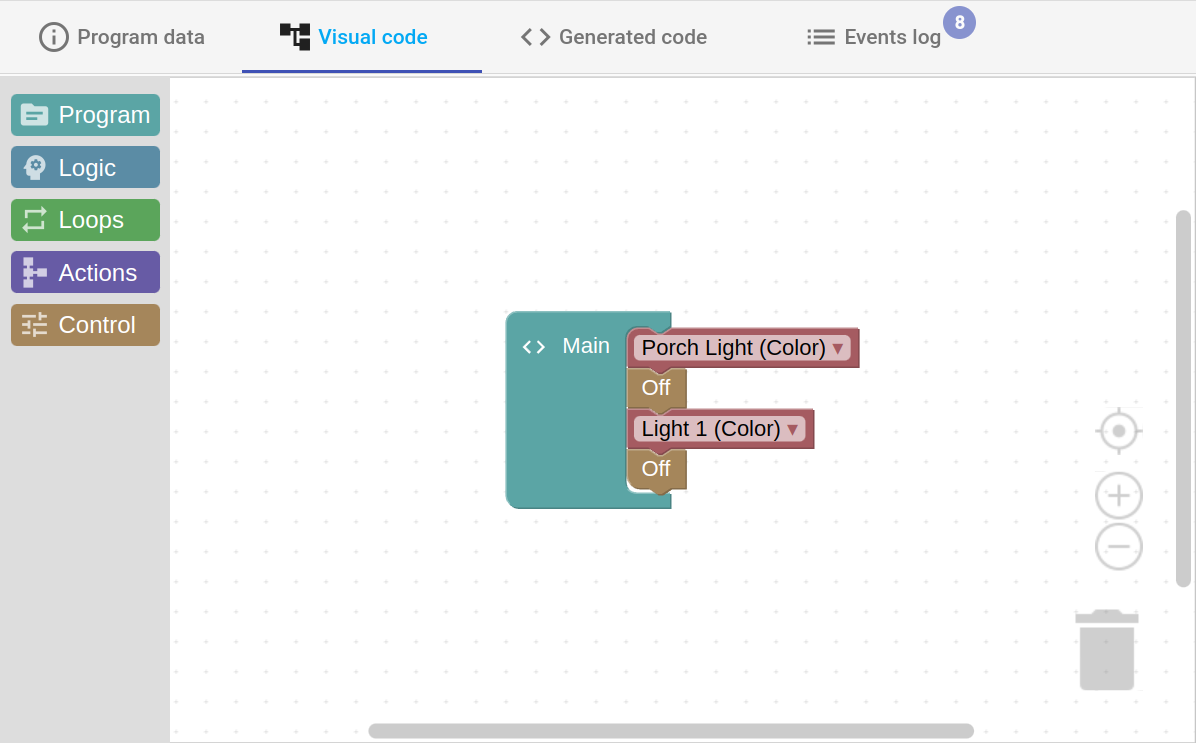 Program data
Visual code
Generated code
Events log
8
Program
Logic
Loops
Actions
Control
Main
Porch Light (Color) ▾
Off
Light 1 (Color) ▾
Off